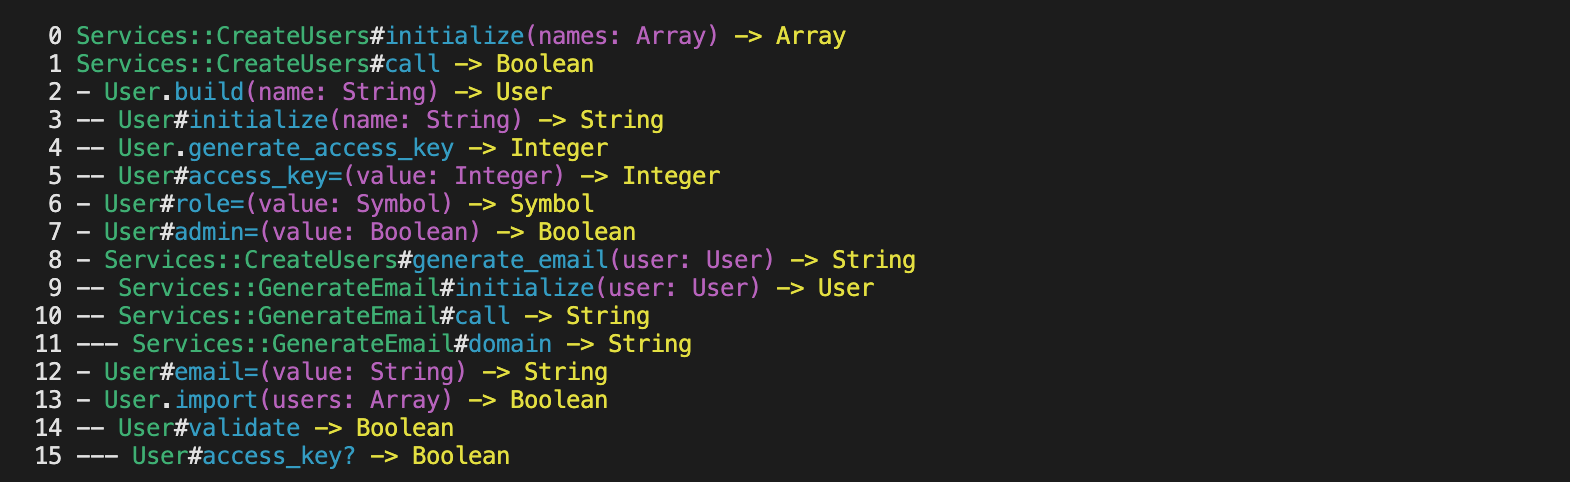 0 Services::CreateUsers#initialize(names: Array) -> Array
1 Services::CreateUsers#call -> Boolean
2 - User.build(name: String) -> User
3 -- User#initialize(name: String) -> String
4 -- User.generate_access_key -> Integer
5 -- User#access_key=(value: Integer) -> Integer
6 - User#role=(value: Symbol) -> Symbol
7 - User#admin=(value: Boolean) -> Boolean
8 - Services::CreateUsers#generate_email(user: User) -> String
9 -- Services::GenerateEmail#initialize(user: User) -> User
10 -- Services::GenerateEmail#call -> String
11 --- Services::GenerateEmail#domain -> String
12 - User#email=(value: String) -> String
13 - User.import(users: Array) -> Boolean
14 -- User#validate -> Boolean
15 --- User#access_key? -> Boolean